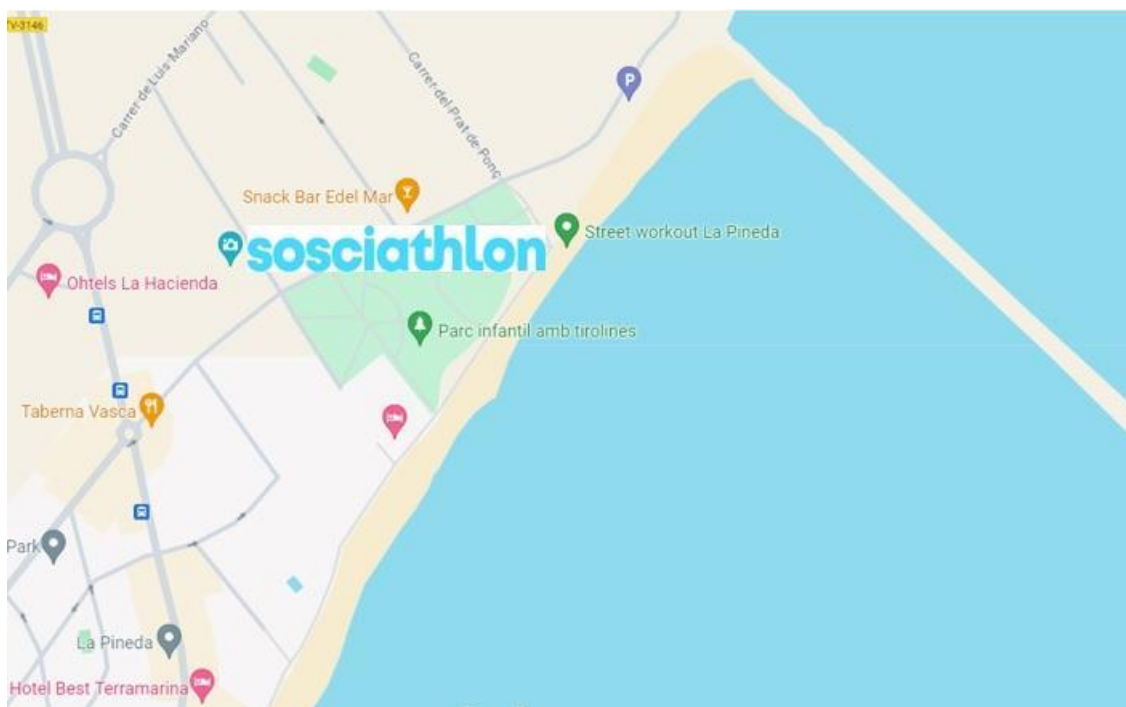 TV-3146
Carrer de Luis Mariano
Carrer del Prat de Ponç
P
Snack Bar Edel Mar
sosciathlon
Street workout La Pineda
Ohtels La Hacienda
Parc infantil amb tirolines
Taberna Vasca
Park
La Pineda
Hotel Best Terramarina